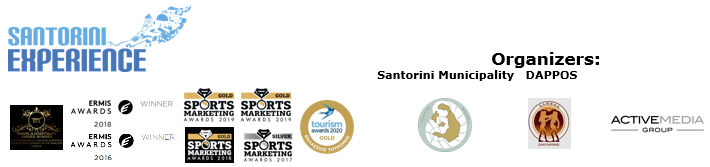 SANTORINI
EXPERIENCE
Organizers:
Santorini Municipality DAPPOS
ERMIS
AWARDS
2018
WINNER
ERMIS
AWARDS
2016
WINNER
GOLD
SPORTS
MARKETING
AWARDS 2019
GOLD
SPORTS
MARKETING
AWARDS 2019
GOLD
SPORTS
MARKETING
AWARDS 2018
SILVER
SPORTS
MARKETING
AWARDS 2017
tourism
awards 2020
GOLD
ACTIVEMEDIA
GROUP